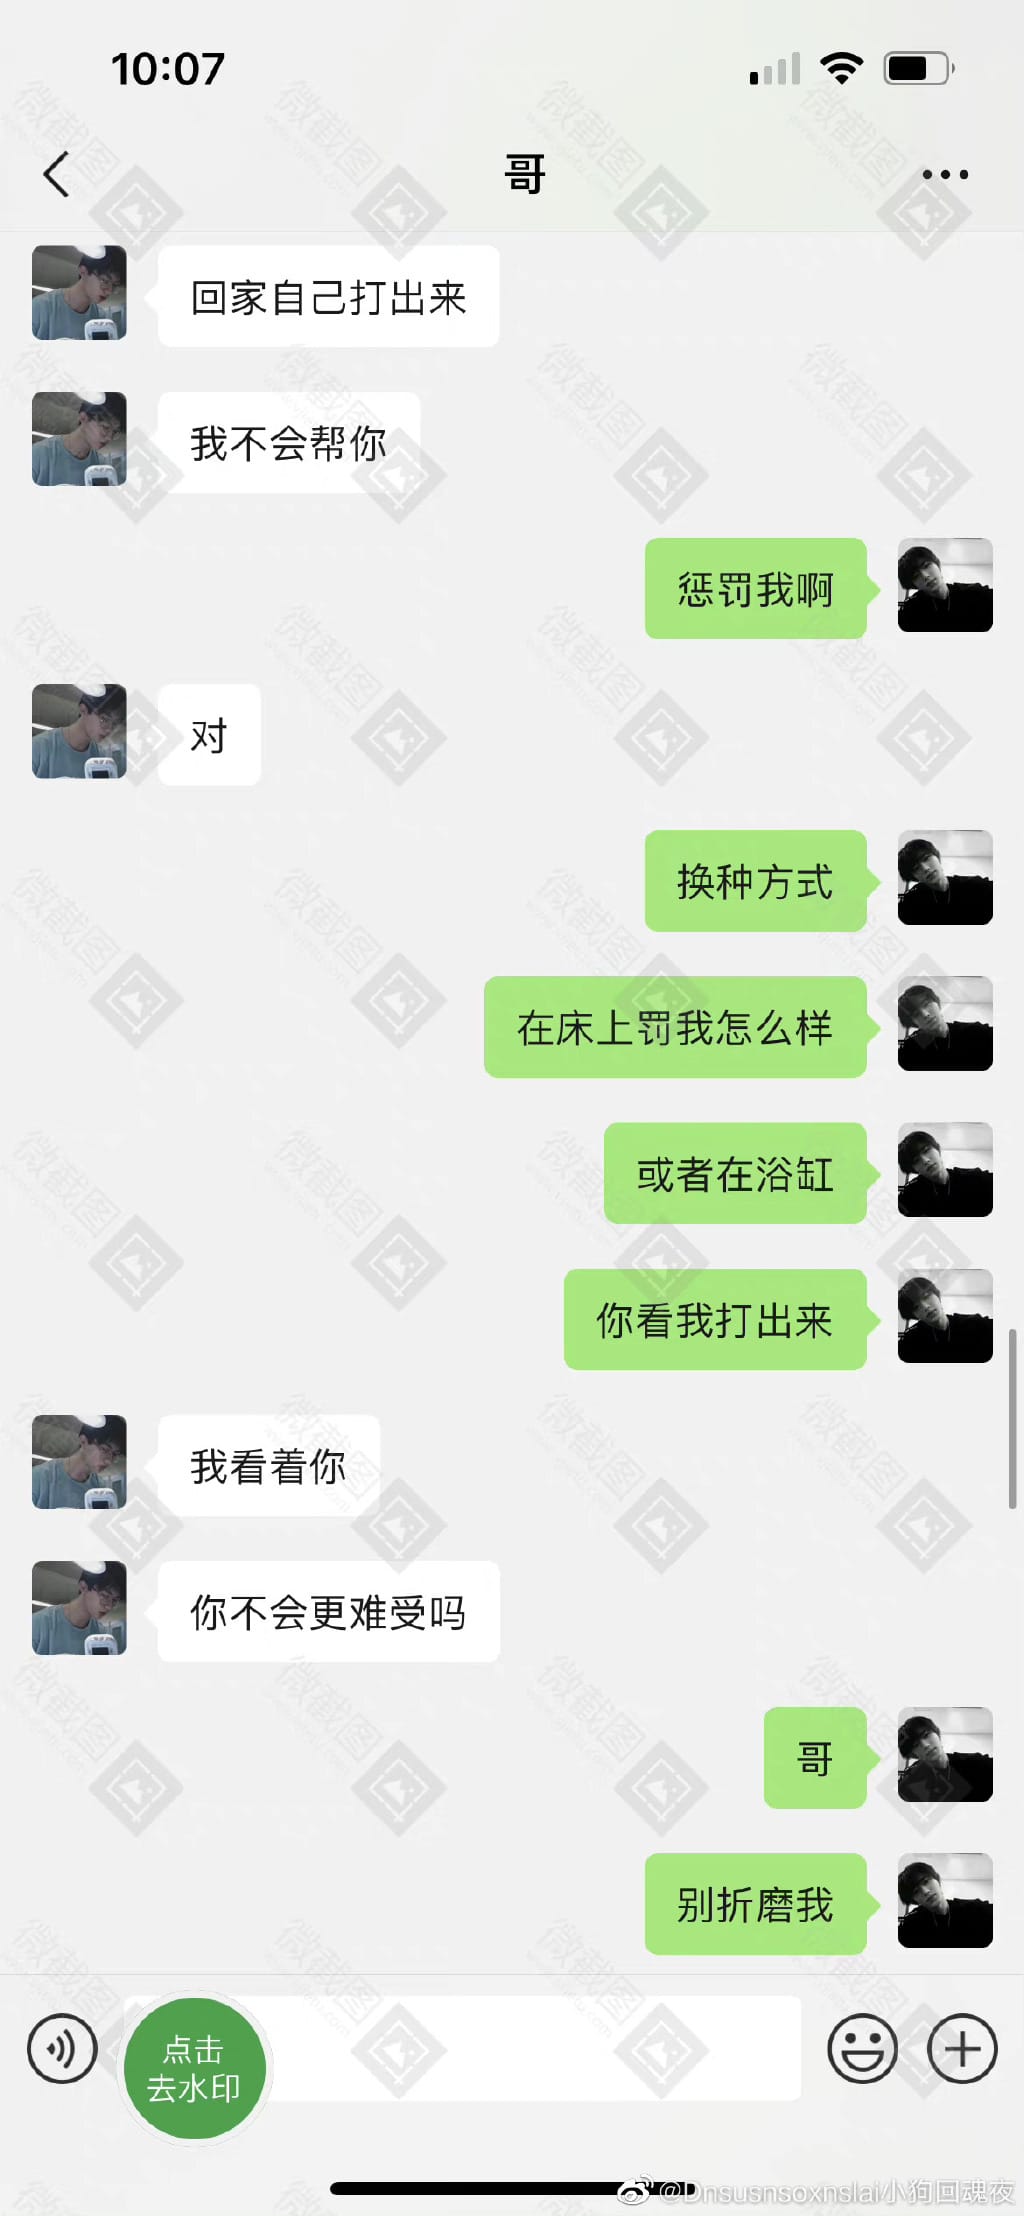 10:07
哥
回家自己打出来
我不会帮你
惩罚我啊
对
换种方式
在床上罚我怎么样
或者在浴缸
你看我打出来
我看着你
你不会更难受吗
哥
别折磨我
点击
去水印
@Dnsusnsoxnslai小狗回魂夜
微截图